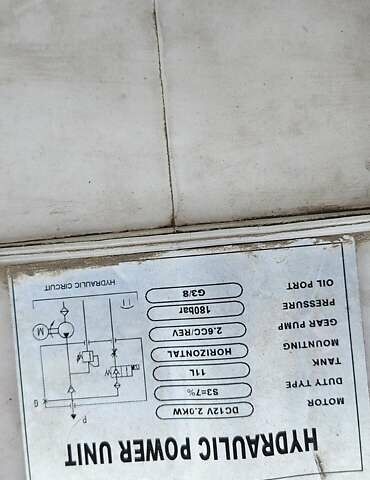 HYDRAULIC POWER UNIT
MOTOR DC12V 2.0KW
DUTY TYPE S3=7%
TANK 11L
MOUNTING HORIZONTAL
GEAR PUMP 2.6CC/REV
PRESSURE 180bar
OIL PORT G3/8
P
M
HYDRAULIC CIRCUIT